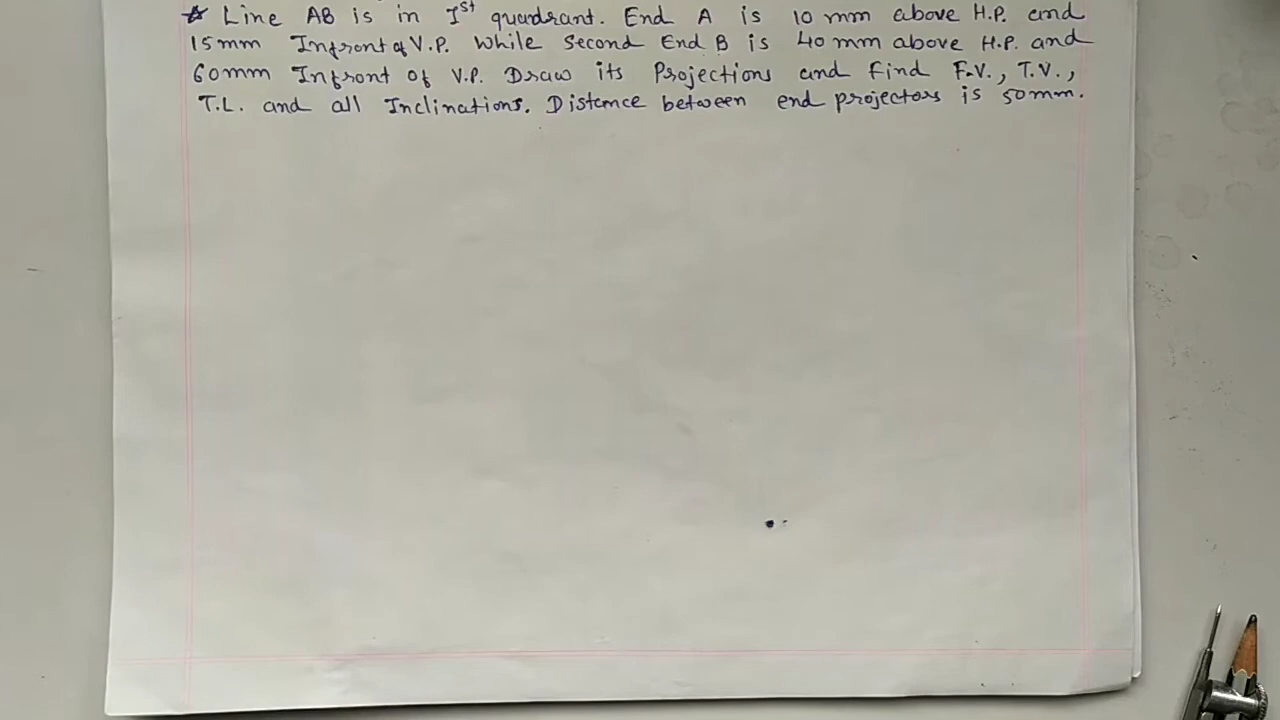 ☆ Line AB is in Ist quadrant. End A is 10 mm above H.P. and
15mm Infront of V.P. While Second End B is 40 mm above H.P. and
60mm Infront of V.P. Draw its Projections and Find F.V., T.V.,
T.L. and all Inclinations. Distance between end projectors is 50mm.